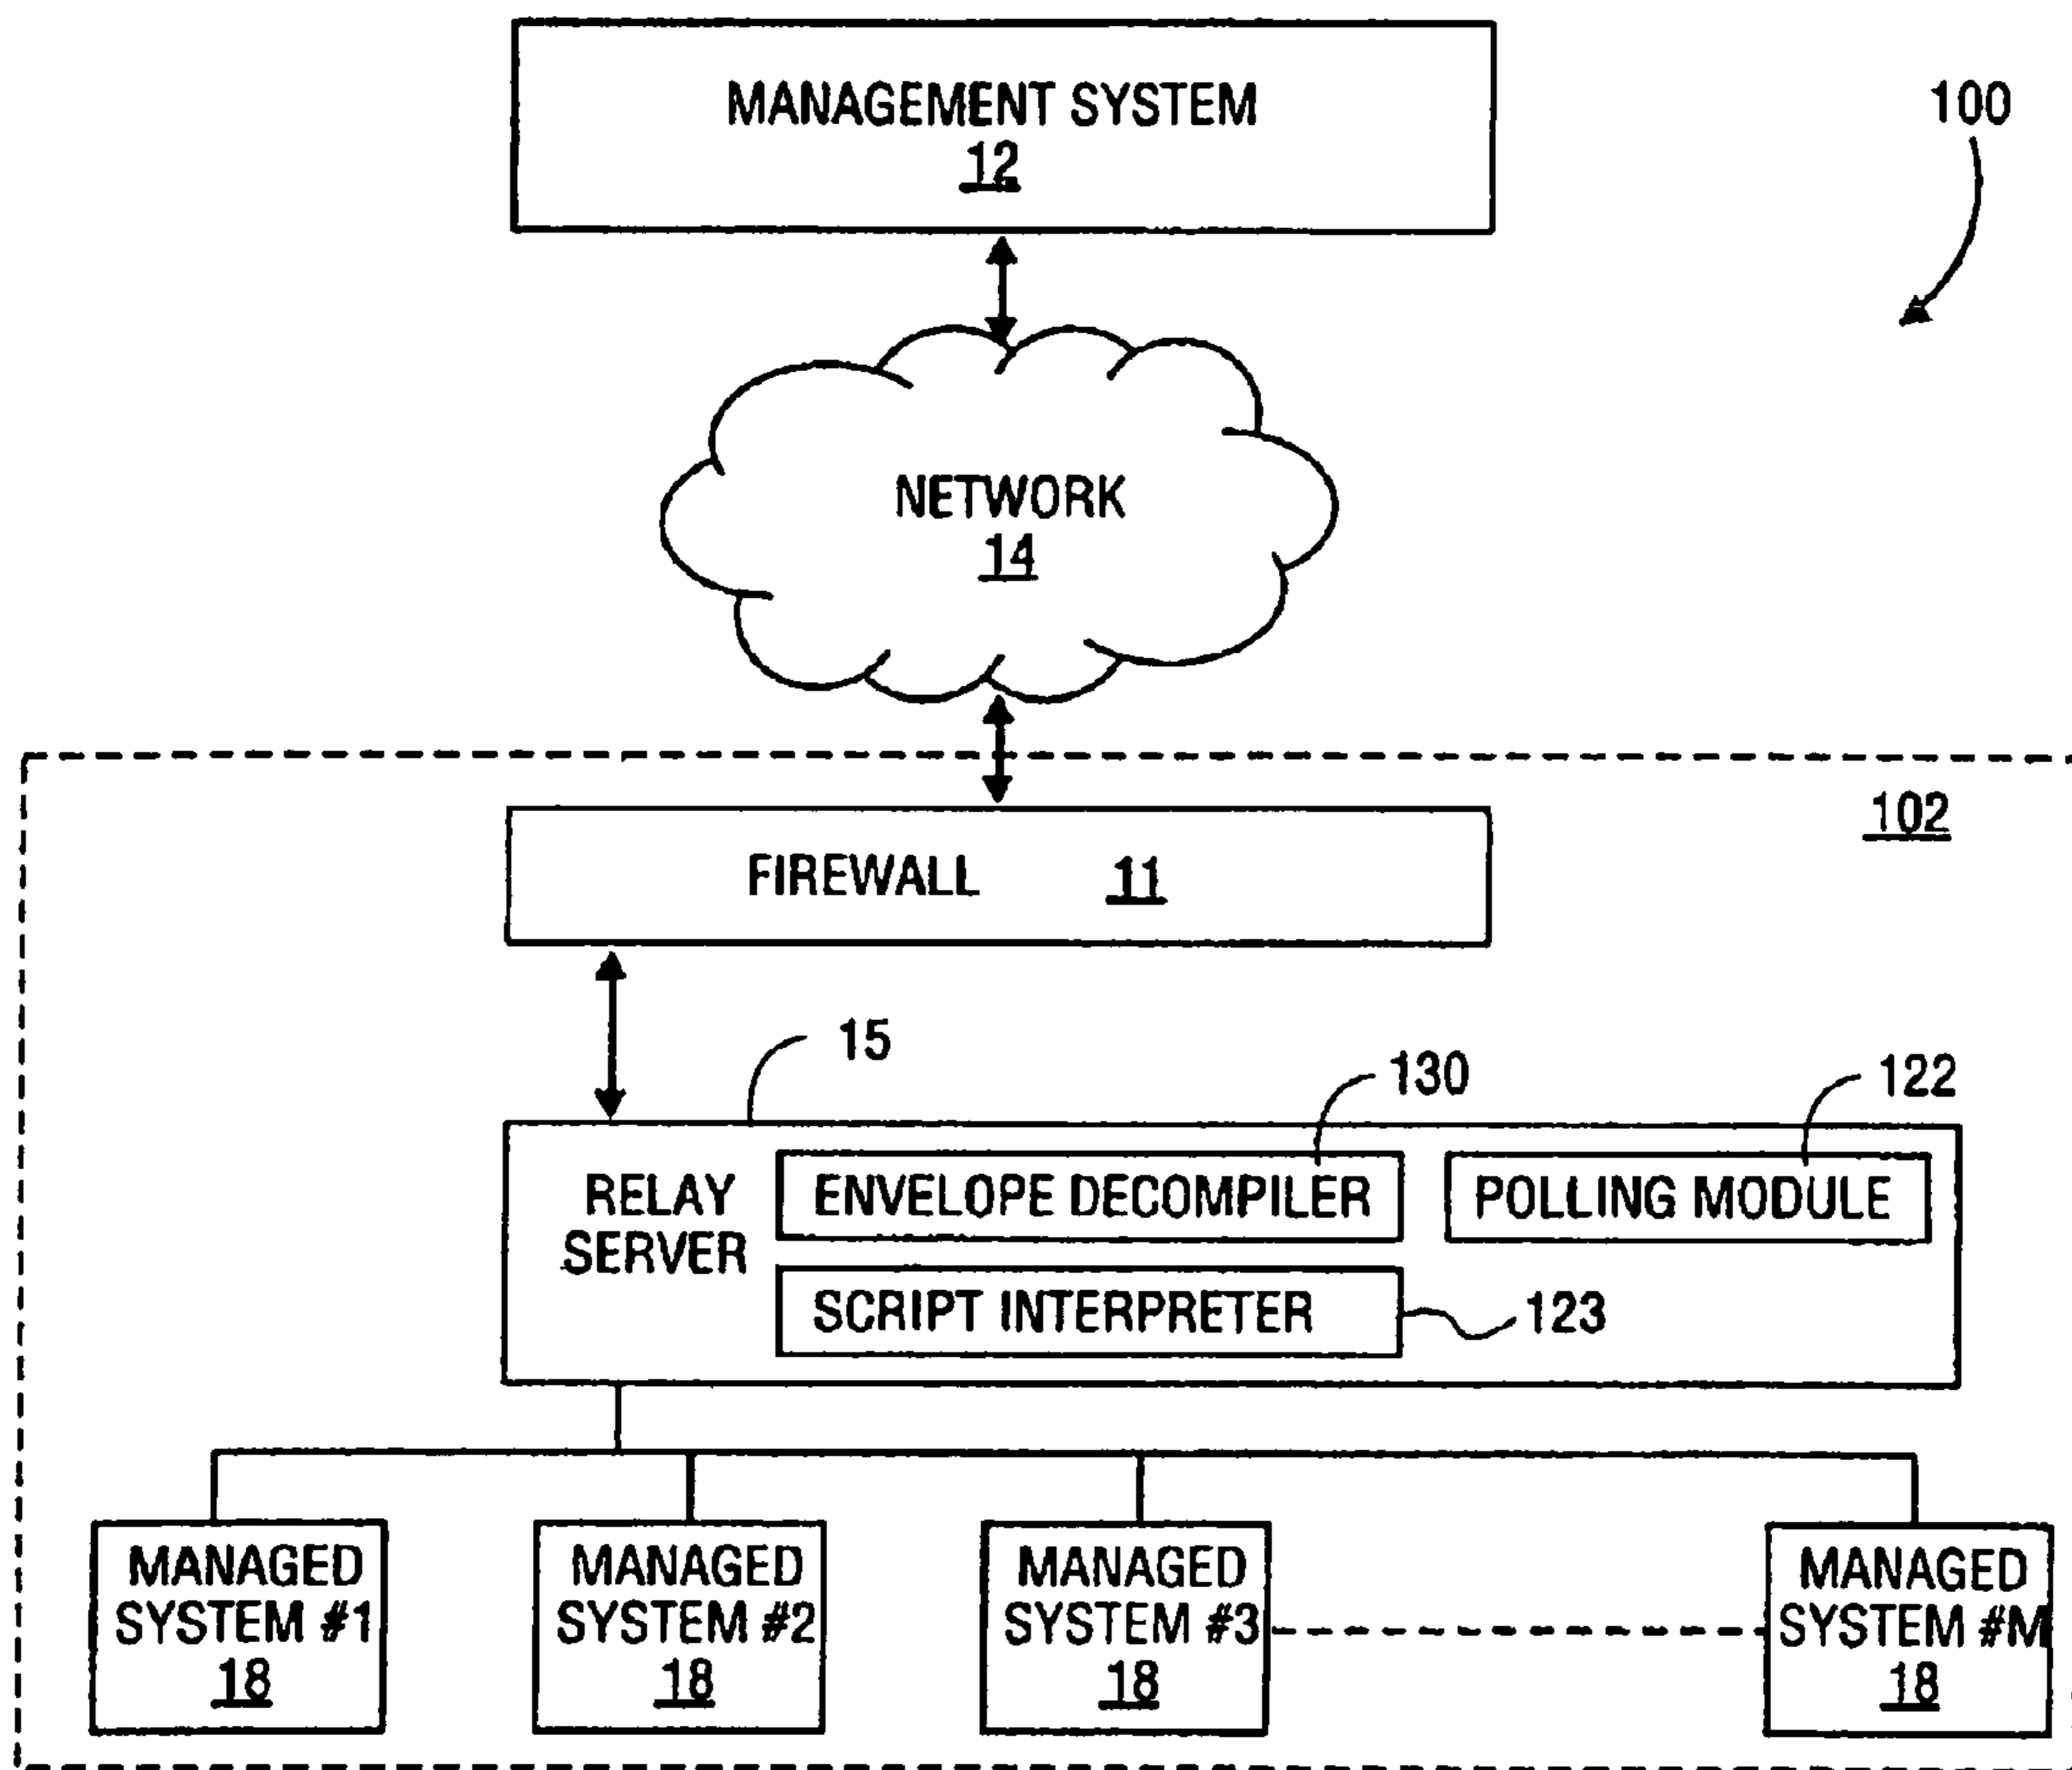 MANAGEMENT SYSTEM
12
100
NETWORK
14
102
FIREWALL 11
15
130
122
RELAY
SERVER
ENVELOPE DECOMPILER
POLLING MODULE
SCRIPT INTERPRETER
123
MANAGED
SYSTEM #1
18
MANAGED
SYSTEM #2
18
MANAGED
SYSTEM #3
18
MANAGED
SYSTEM #M
18